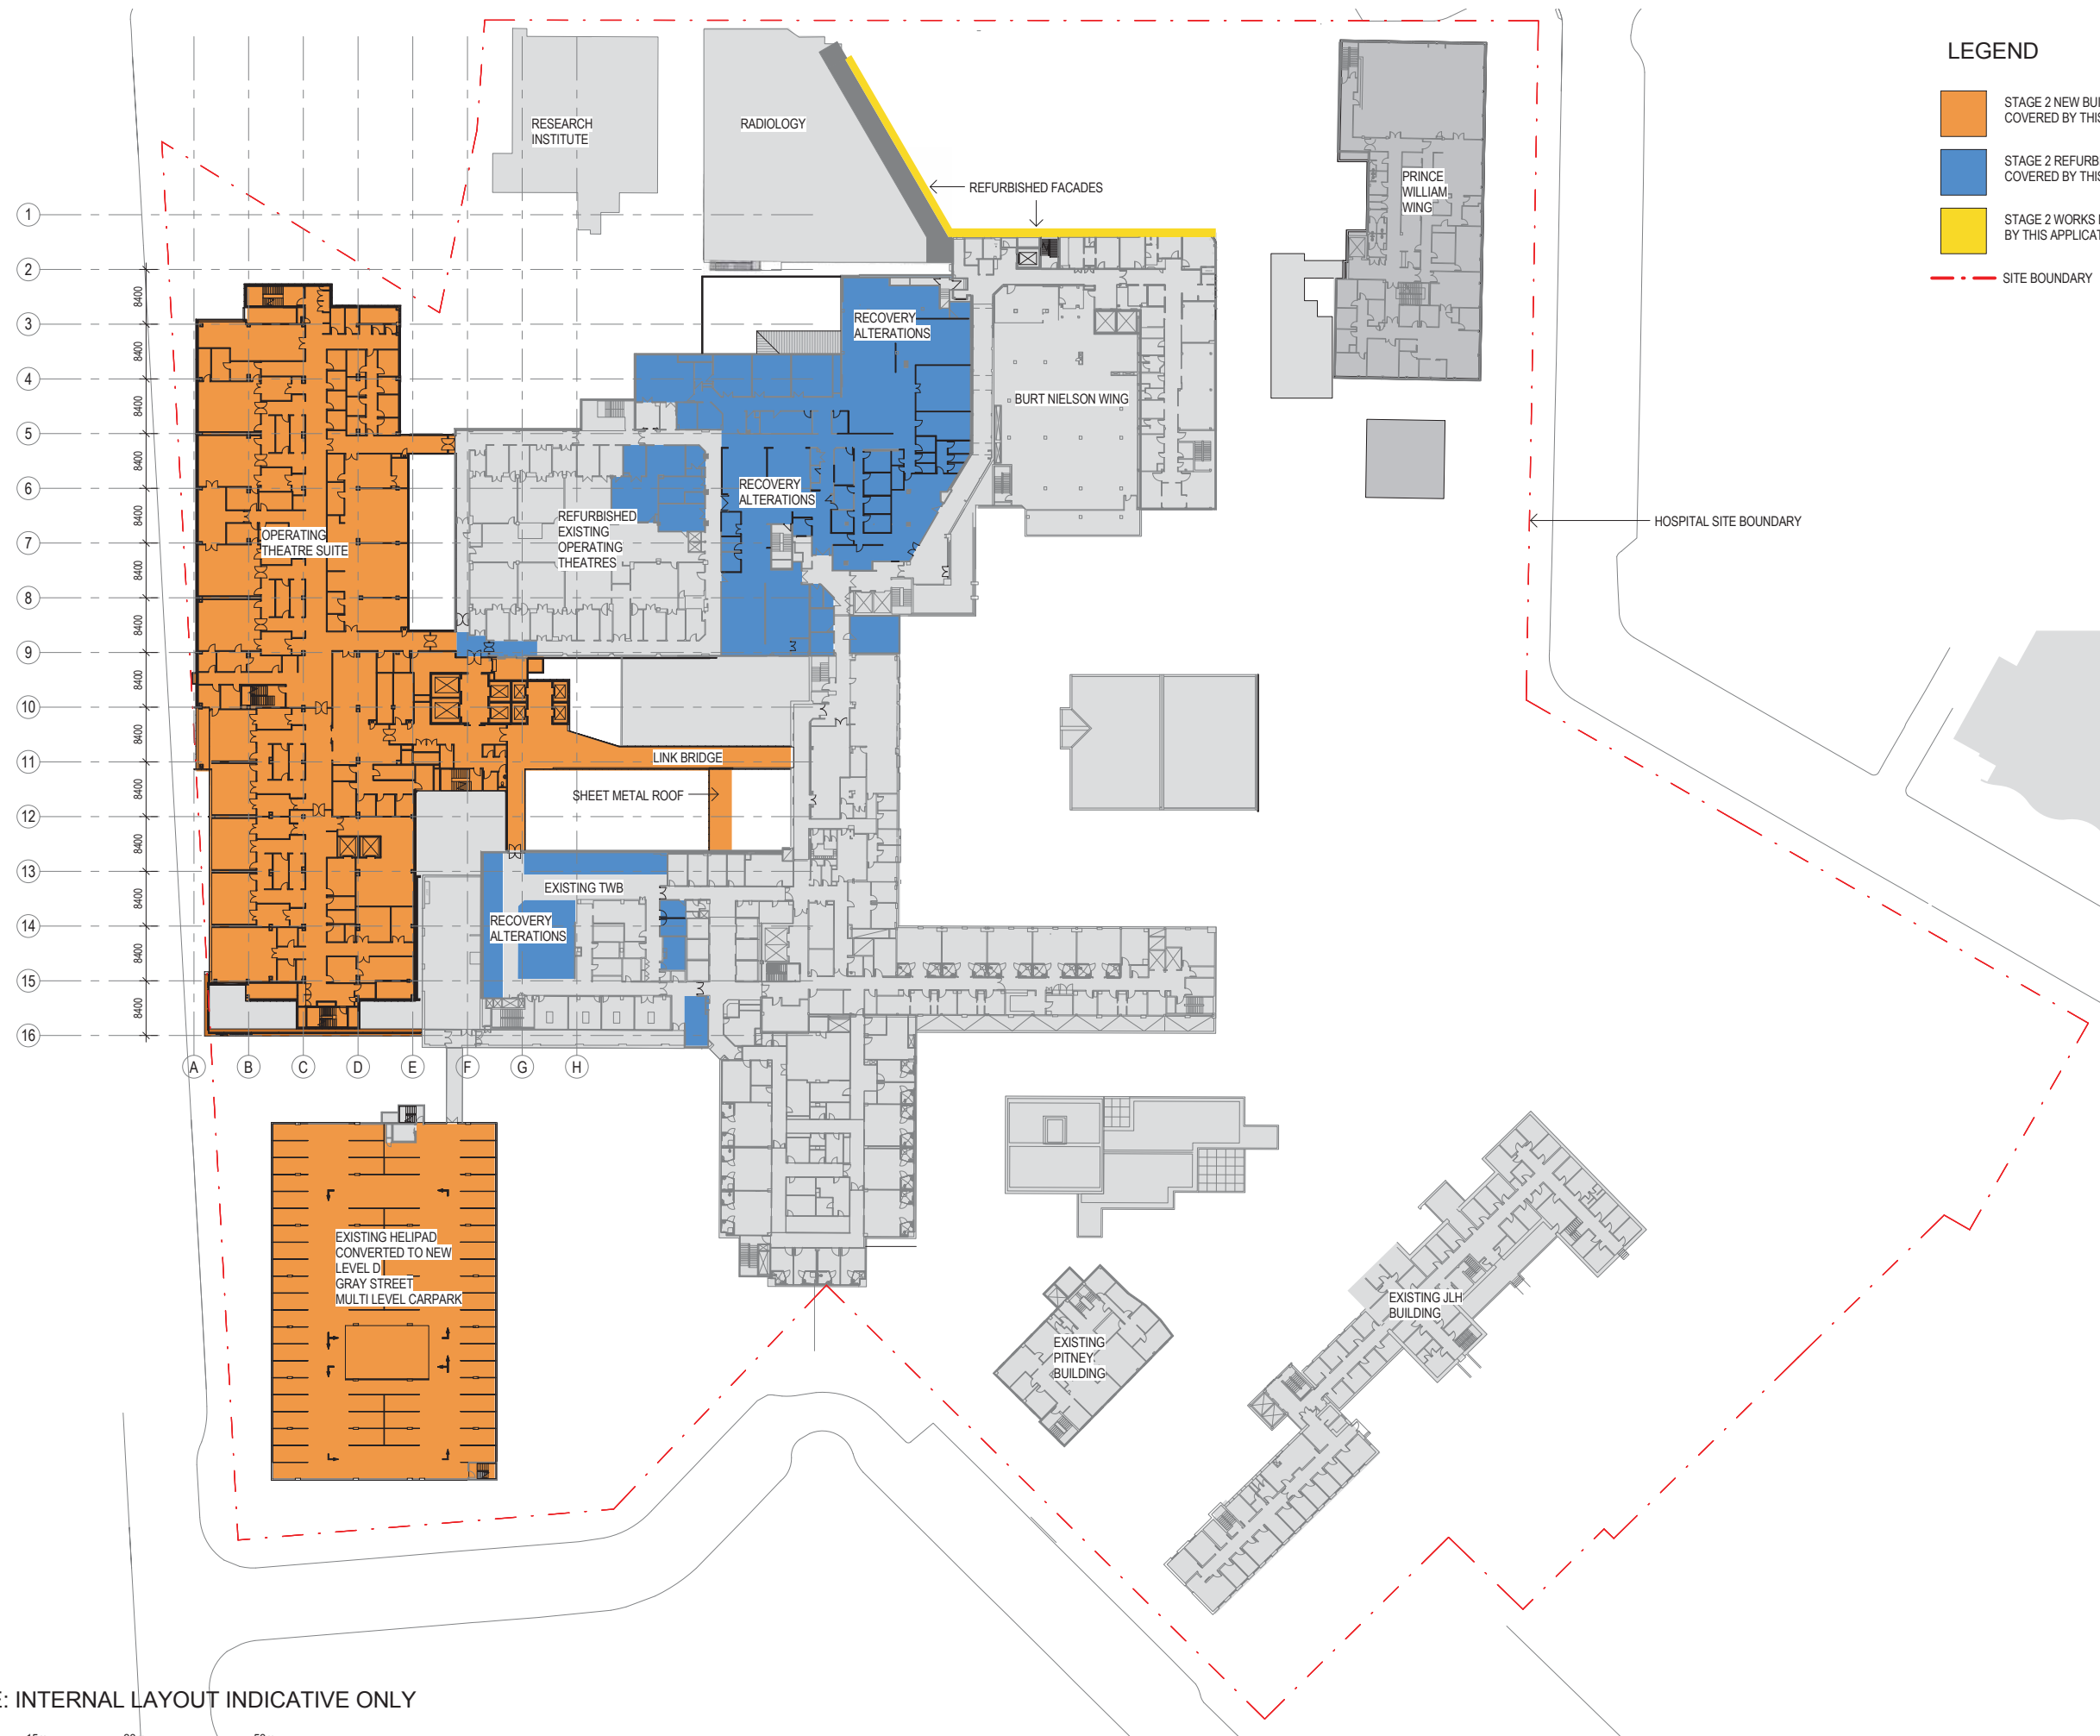 LEGEND
STAGE 2 NEW
COVERED BY
STAGE 2 REFURB
COVERED BY
STAGE 2 WORKS
BY THIS
SITE BOUNDARY
RESEARCH
INSTITUTE
RADIOLOGY
REFURBISHED FACADES
PRINCE
WILLIAM
WING
RECOVERY
ALTERATIONS
BURT NIELSON WING
RECOVERY
ALTERATIONS
REFURBISHED
EXISTING
OPERATING
THEATRES
OPERATING
THEATRE SUITE
HOSPITAL SITE BOUNDARY
LINK BRIDGE
SHEET METAL ROOF
EXISTING TWB
RECOVERY
ALTERATIONS
EXISTING HELIPAD
CONVERTED TO NEW
LEVEL D
GRAY STREET
MULTI LEVEL CARPARK
EXISTING
PITNEY
BUILDING
EXISTING JLH
BUILDING
1
2
8400
3
8400
4
8400
5
8400
6
8400
7
8400
8
8400
9
8400
10
8400
11
8400
12
8400
13
8400
14
8400
15
8400
16
A B C D E F G H
INTERNAL LAYOUT INDICATIVE ONLY